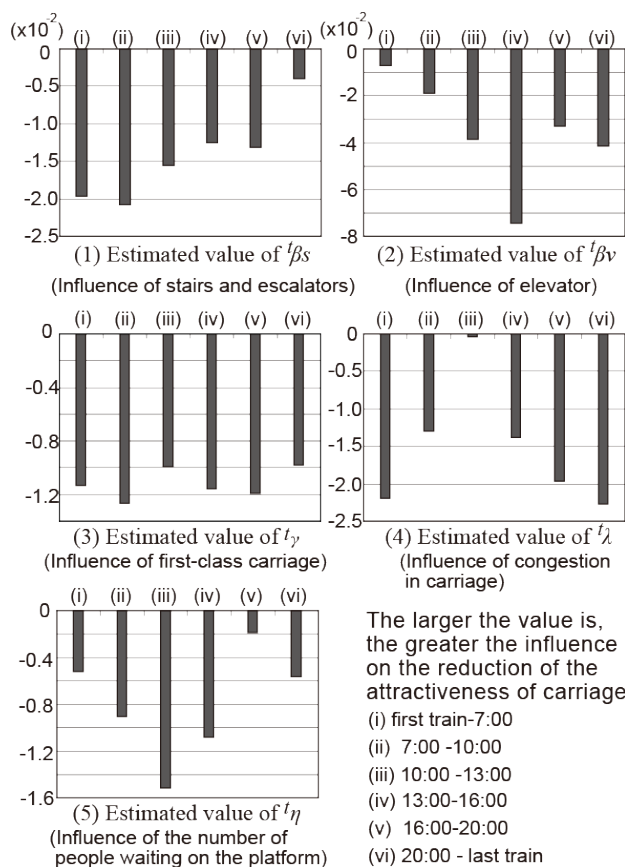 (x10-2) (i) (ii) (iii) (iv) (v) (vi)
0
-0.5
-1.0
-1.5
-2.0
-2.5
(1) Estimated value of tβs
(Influence of stairs and escalators)
(x10-2) (i) (ii) (iii) (iv) (v) (vi)
0
-2
-4
-6
-8
(2) Estimated value of tβv
(Influence of elevator)
(i) (ii) (iii) (iv) (v) (vi)
0
-0.4
-0.8
-1.2
(3) Estimated value of tγ
(Influence of first-class carriage)
(i) (ii) (iii) (iv) (v) (vi)
0
-0.5
-1.0
-1.5
-2.0
-2.5
(4) Estimated value of tλ
(Influence of congestion
in carriage)
(i) (ii) (iii) (iv) (v) (vi)
0
-0.4
-0.8
-1.2
-1.6
(5) Estimated value of tη
(Influence of the number of
people waiting on the platform)
The larger the value is,
the greater the influence
on the reduction of the
attractiveness of carriage
(i) first train-7:00
(ii) 7:00 -10:00
(iii) 10:00 -13:00
(iv) 13:00-16:00
(v) 16:00-20:00
(vi) 20:00 - last train